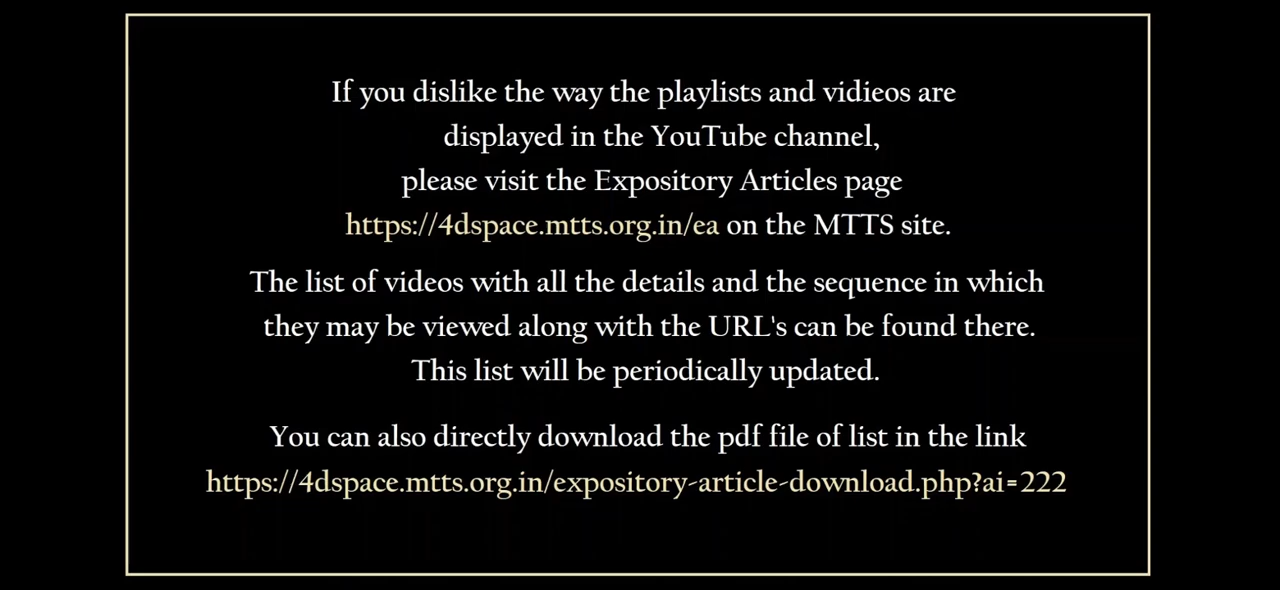 If you dislike the way the playlists and vidieos are
displayed in the YouTube channel,
please visit the Expository Articles page
https://4dspace.mtts.org.in/ea on the MTTS site.
The list of videos with all the details and the sequence in which
they may be viewed along with the URL's can be found there.
This list will be periodically updated.
You can also directly download the pdf file of list in the link
https://4dspace.mtts.org.in/expository-article-download.php?ai=222